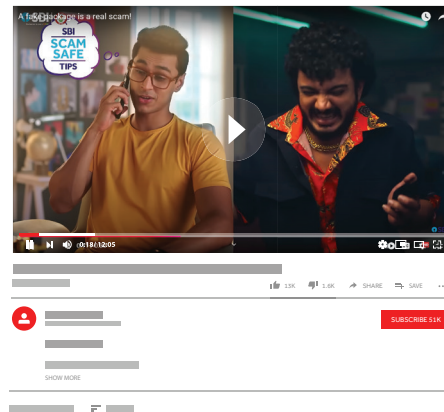 A fake package is a real scam!
SBI
SCAM
SAFE
TIPS
0:18/12:05
13K
1.6K
SHARE
SAVE
SUBSCRIBE 51K
SHOW MORE